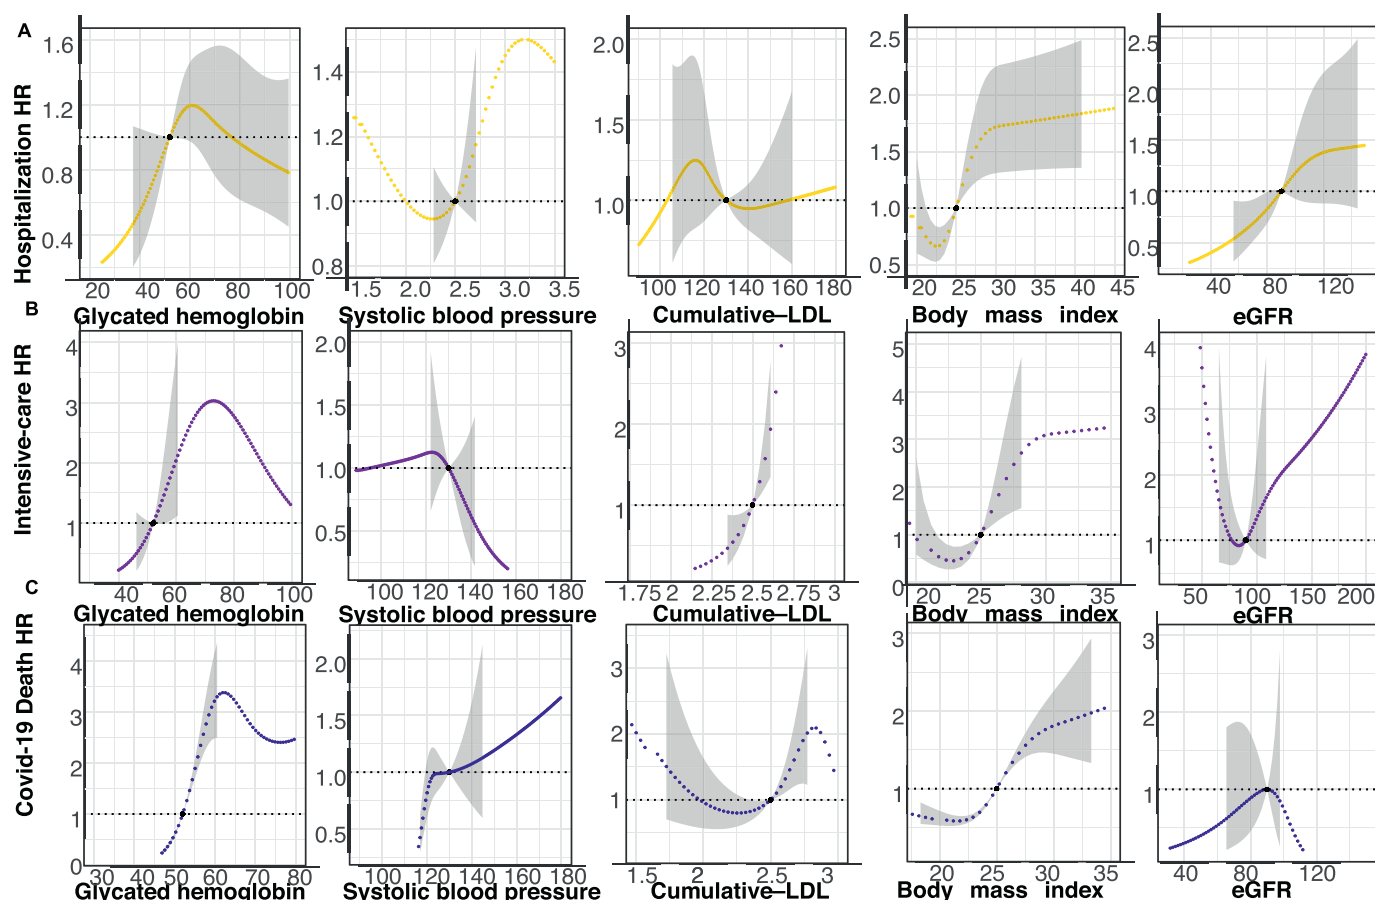 A
Hospitalization HR
1.6
1.2
0.8
0.4
20 40 60 80 100
Glycated hemoglobin
1.4
1.2
1.0
0.8
1.5 2.0 2.5 3.0 3.5
Systolic blood pressure
2.0
1.5
1.0
100 120 140 160 180
Cumulative–LDL
2.5
2.0
1.5
1.0
0.5
20 25 30 35 40 45
Body mass index
2.5
2.0
1.5
1.0
0.5
40 80 120
eGFR
B
Intensive-care HR
4
3
2
1
40 60 80 100
Glycated hemoglobin
2.0
1.5
1.0
0.5
100 120 140 160 180
Systolic blood pressure
3
2
1
1.75 2 2.25 2.5 2.75 3
Cumulative–LDL
5
4
3
2
1
0
20 25 30 35
Body mass index
4
3
2
1
50 100 150 200
eGFR
C
Covid-19 Death HR
4
3
2
1
0
30 40 50 60 70 80
Glycated hemoglobin
2.0
1.5
1.0
0.5
100 120 140 160 180
Systolic blood pressure
3
2
1
1.5 2 2.5 3
Cumulative–LDL
3
2
1
20 25 30 35
Body mass index
3
2
1
40 80 120
eGFR